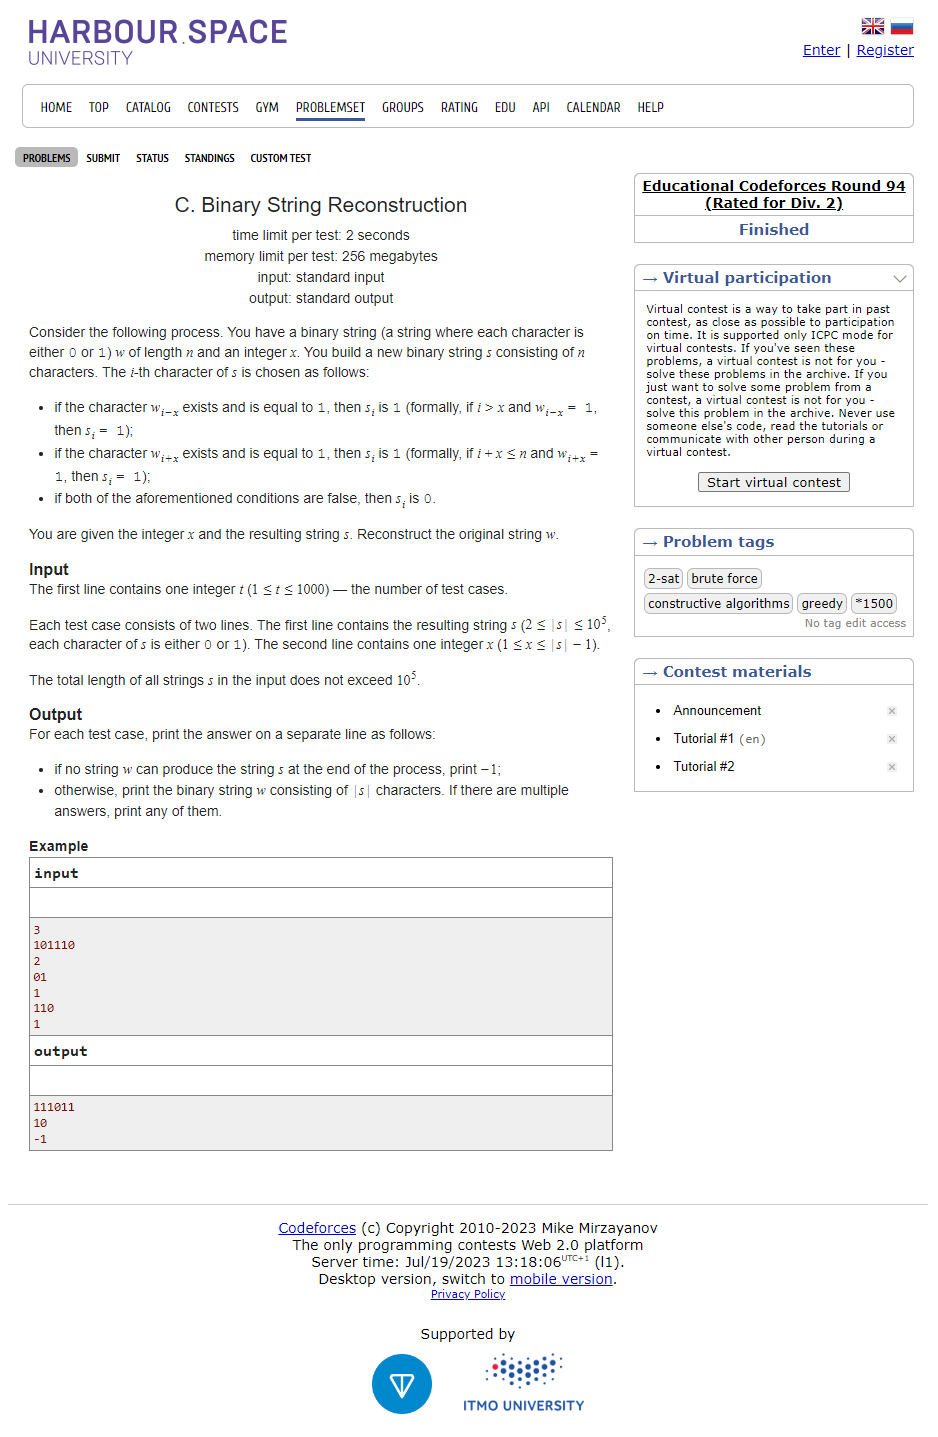 HARBOUR.SPACE
UNIVERSITY
Enter | Register
HOME TOP CATALOG CONTESTS GYM PROBLEMSET GROUPS RATING EDU API CALENDAR HELP
PROBLEMS SUBMIT STATUS STANDINGS CUSTOM TEST
C. Binary String Reconstruction
time limit per test: 2 seconds
memory limit per test: 256 megabytes
input: standard input
output: standard output
Consider the following process. You have a binary string (a string where each character is
either 0 or 1) w of length n and an integer x. You build a new binary string s consisting of n
characters. The i-th character of s is chosen as follows:
• if the character w_{i−x} exists and is equal to 1, then s_i is 1 (formally, if i > x and w_{i−x} = 1,
then s_i = 1);
• if the character w_{i+x} exists and is equal to 1, then s_i is 1 (formally, if i + x ≤ n and w_{i+x} =
1, then s_i = 1);
• if both of the aforementioned conditions are false, then s_i is 0.
You are given the integer x and the resulting string s. Reconstruct the original string w.
Input
The first line contains one integer t (1 ≤ t ≤ 1000) — the number of test cases.
Each test case consists of two lines. The first line contains the resulting string s (2 ≤ |s| ≤ 10^5,
each character of s is either 0 or 1). The second line contains one integer x (1 ≤ x ≤ |s| − 1).
The total length of all strings s in the input does not exceed 10^5.
Output
For each test case, print the answer on a separate line as follows:
• if no string w can produce the string s at the end of the process, print −1;
• otherwise, print the binary string w consisting of |s| characters. If there are multiple
answers, print any of them.
Example
input
3
101110
2
01
1
110
1
output
111011
10
-1
Educational Codeforces Round 94
(Rated for Div. 2)
Finished
→ Virtual participation
Virtual contest is a way to take part in past
contest, as close as possible to participation
on time. It is supported only ICPC mode for
virtual contests. If you've seen these
problems, a virtual contest is not for you -
solve these problems in the archive. If you
just want to solve some problem from a
contest, a virtual contest is not for you -
solve this problem in the archive. Never use
someone else's code, read the tutorials or
communicate with other person during a
virtual contest.
Start virtual contest
→ Problem tags
2-sat brute force
constructive algorithms greedy *1500
No tag edit access
→ Contest materials
• Announcement
• Tutorial #1 (en)
• Tutorial #2
Codeforces (c) Copyright 2010-2023 Mike Mirzayanov
The only programming contests Web 2.0 platform
Server time: Jul/19/2023 13:18:06 UTC+1 (l1).
Desktop version, switch to mobile version.
Privacy Policy
Supported by
ITMO UNIVERSITY